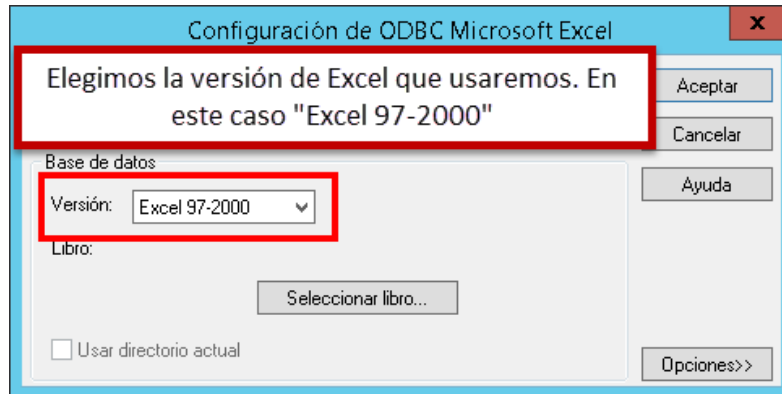 Configuración de ODBC Microsoft Excel
x
Elegimos la versión de Excel que usaremos. En
este caso "Excel 97-2000"
Aceptar
Cancelar
Ayuda
Base de datos
Versión: Excel 97-2000
Libro:
Seleccionar libro...
Usar directorio actual
Opciones>>